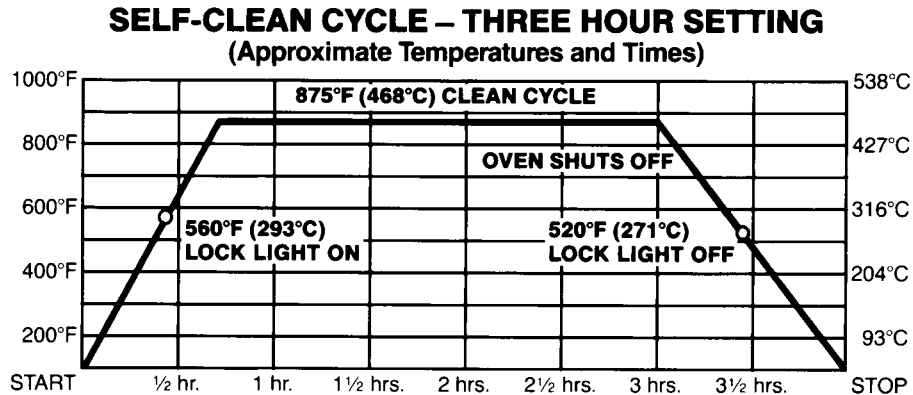 SELF-CLEAN CYCLE – THREE HOUR SETTING
(Approximate Temperatures and Times)
1000°F
538°C
875°F (468°C) CLEAN CYCLE
800°F
427°C
OVEN SHUTS OFF
600°F
316°C
560°F (293°C)
LOCK LIGHT ON
520°F (271°C)
LOCK LIGHT OFF
400°F
204°C
200°F
93°C
START ½ hr. 1 hr. 1½ hrs. 2 hrs. 2½ hrs. 3 hrs. 3½ hrs. STOP